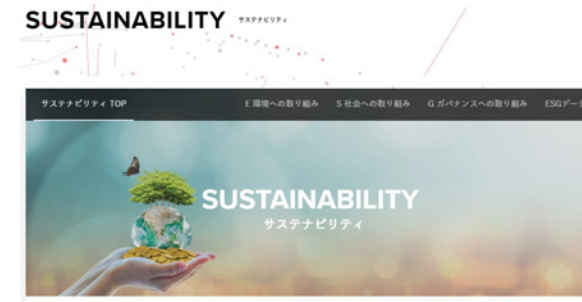 SUSTAINABILITY サステナビリティ
サステナビリティ TOP E 環境への取り組み S 社会への取り組み G ガバナンスへの取り組み ESGデータ
SUSTAINABILITY
サステナビリティ